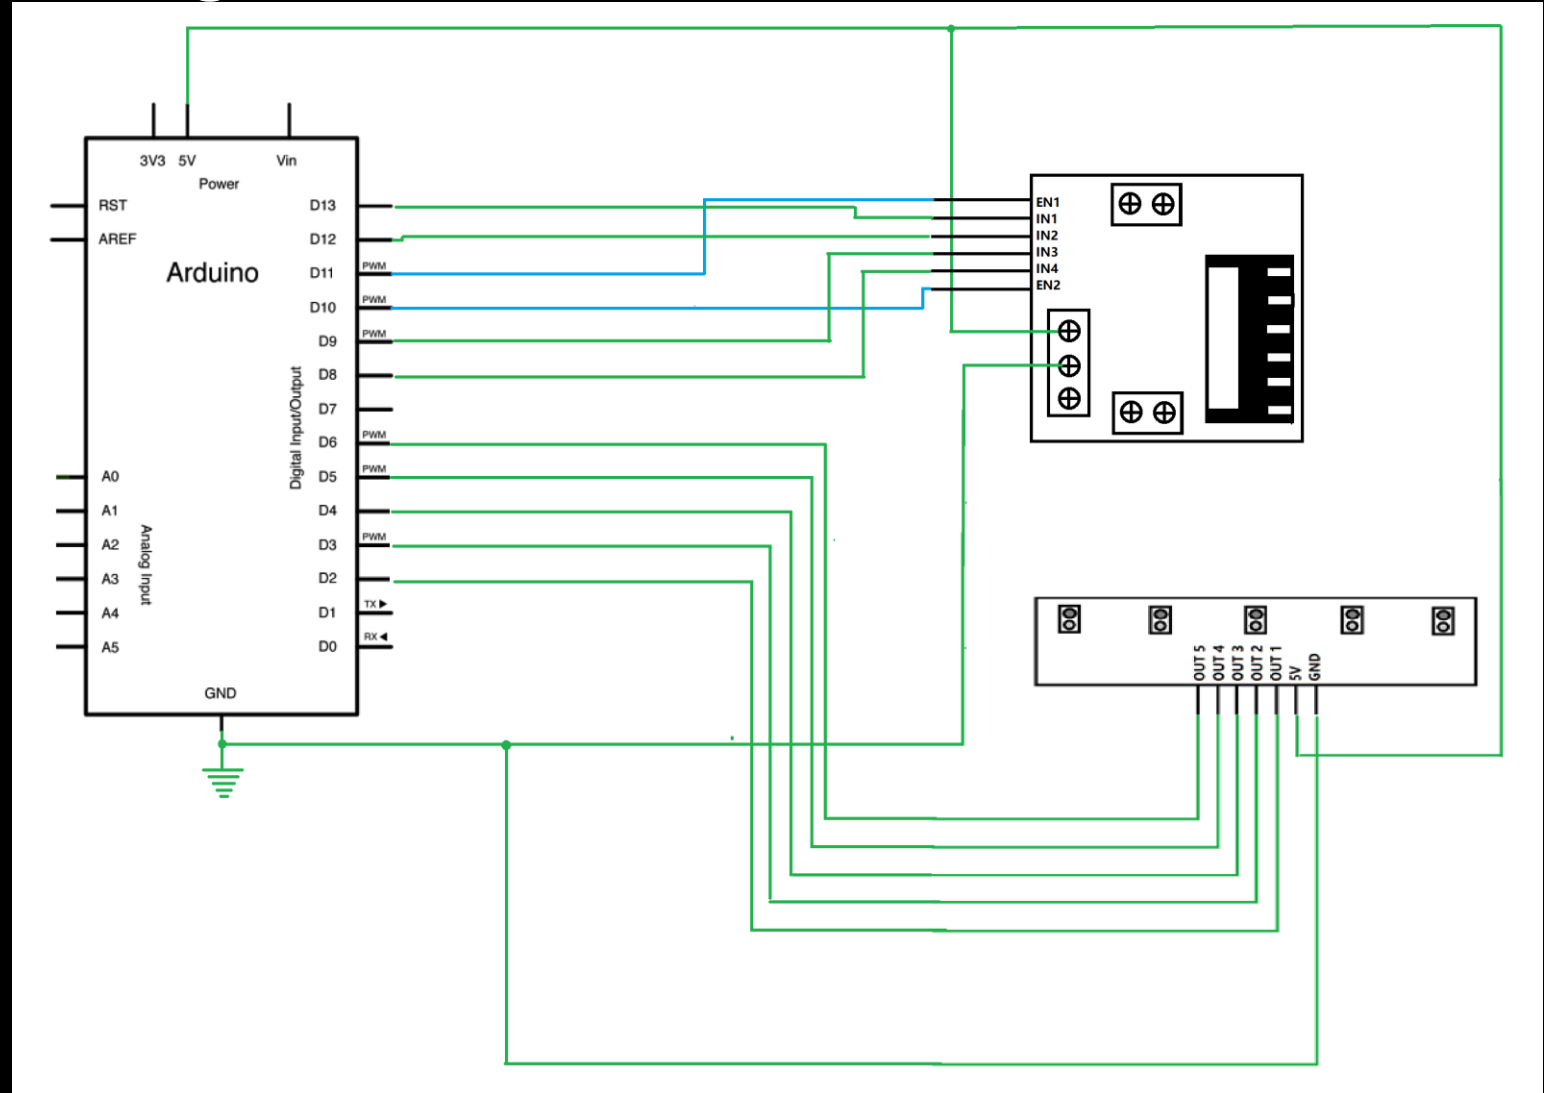 3V3 5V Vin
Power
RST
AREF
Arduino
D13
D12
D11 PWM
D10 PWM
D9 PWM
D8
D7
D6 PWM
D5 PWM
D4
D3 PWM
D2
D1 TX
D0 RX
Digital Input/Output
A0
A1
A2
A3
A4
A5
Analog Input
GND
EN1
IN1
IN2
IN3
IN4
EN2
OUT 5
OUT 4
OUT 3
OUT 2
OUT 1
5V
GND